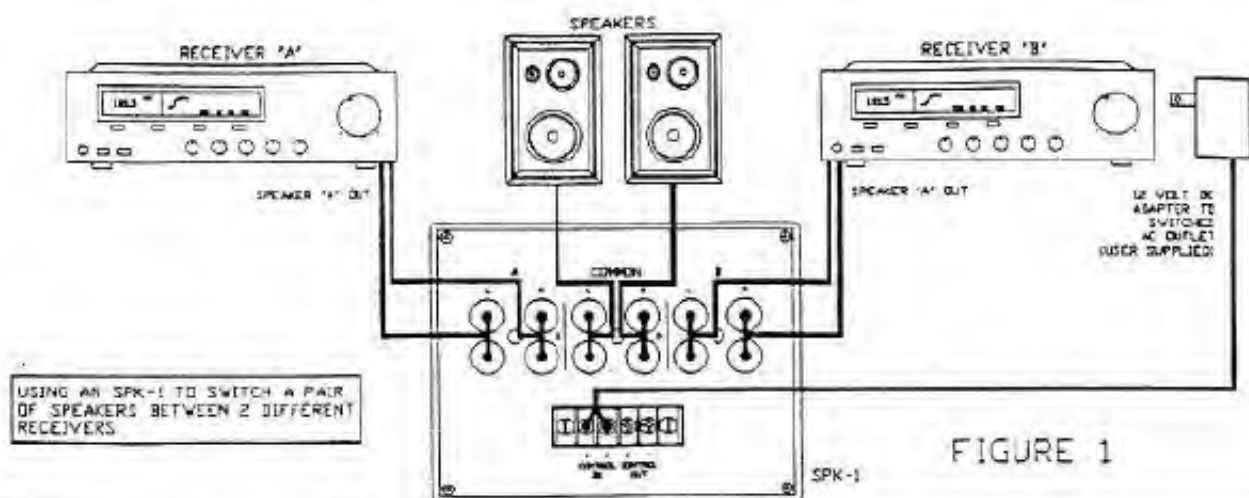 SPEAKERS
RECEIVER "A"
RECEIVER "B"
SPEAKER "A" OUT
SPEAKER "A" OUT
12 VOLT DC
ADAPTER TO
SWITCHED
AC OUTLET
(USER SUPPLIED)
A
COMMON
B
USING AN SPK-1 TO SWITCH A PAIR
OF SPEAKERS BETWEEN 2 DIFFERENT
RECEIVERS
CONTROL CONTROL
IN OUT
SPK-1
FIGURE 1